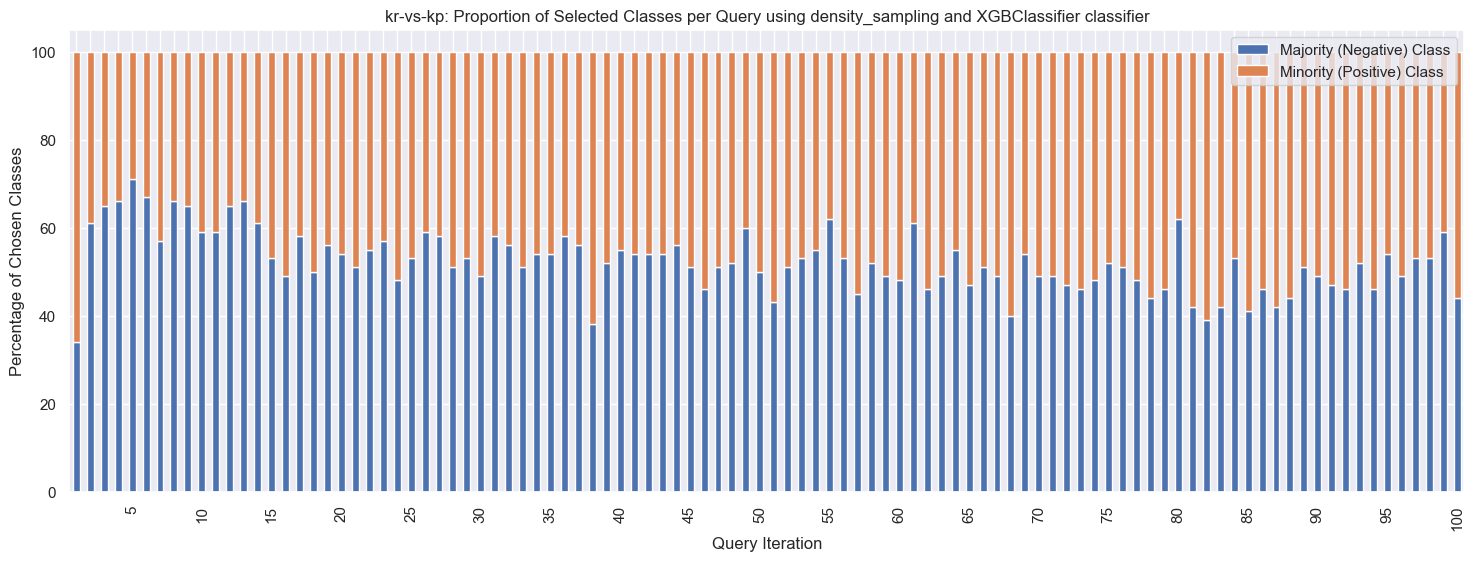 kr-vs-kp: Proportion of Selected Classes per Query using density_sampling and XGBClassifier classifier
Majority (Negative) Class
Minority (Positive) Class
Percentage of Chosen Classes
100
80
60
40
20
0
5 10 15 20 25 30 35 40 45 50 55 60 65 70 75 80 85 90 95 100
Query Iteration